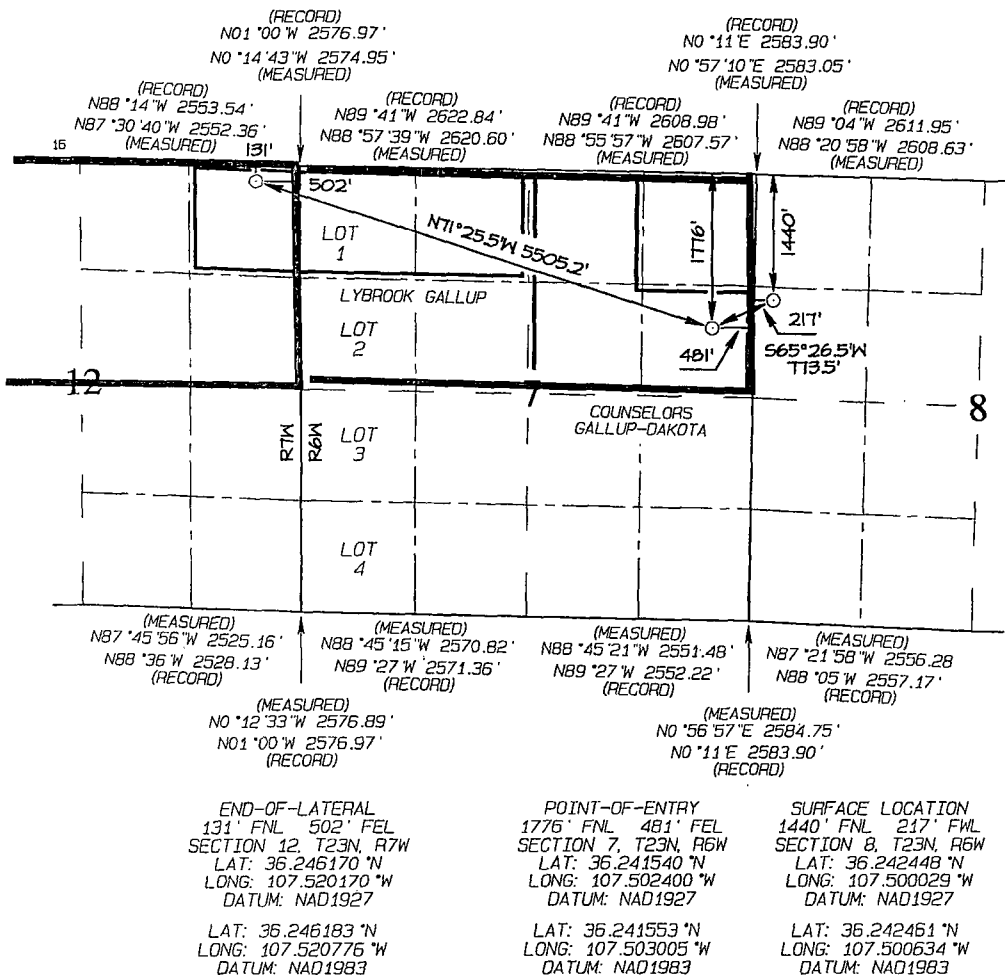 (RECORD)
N01°00'W 2576.97'
N0°14'43"W 2574.95'
(MEASURED)
(RECORD)
N0°11'E 2583.90'
N0°57'10"E 2583.05'
(MEASURED)
(RECORD)
N88°14"W 2553.54'
N87°30'40"W 2552.36'
(MEASURED)
(RECORD)
N89°41"W 2622.84'
N88°57'39"W 2620.60'
(MEASURED)
(RECORD)
N89°41"W 2608.98'
N88°55'57"W 2607.57'
(MEASURED)
(RECORD)
N89°04"W 2611.95'
N88°20'58"W 2608.63'
(MEASURED)
131'
502'
N71°25.5'W 5505.2'
1776'
1440'
LOT
1
LYBROOK GALLUP
LOT
2
481'
217'
S65°26.5'W
773.5'
12
7
8
COUNSELORS
GALLUP-DAKOTA
R7W
R6W
LOT
3
LOT
4
(MEASURED)
N87°45'56"W 2525.16'
N88°36'W 2528.13'
(RECORD)
(MEASURED)
N88°45'15"W 2570.82'
N89°27'W 2571.36'
(RECORD)
(MEASURED)
N88°45'21"W 2551.48'
N89°27'W 2552.22'
(RECORD)
(MEASURED)
N87°21'58"W 2556.28
N88°05'W 2557.17'
(RECORD)
(MEASURED)
N0°12'33"W 2576.89'
N01°00'W 2576.97'
(RECORD)
(MEASURED)
N0°56'57"E 2584.75'
N0°11'E 2583.90'
(RECORD)
END-OF-LATERAL
131' FNL 502' FEL
SECTION 12, T23N, R7W
LAT: 36.246170 °N
LONG: 107.520170 °W
DATUM: NAD1927
LAT: 36.246183 °N
LONG: 107.520776 °W
DATUM: NAD1983
POINT-OF-ENTRY
1776' FNL 481' FEL
SECTION 7, T23N, R6W
LAT: 36.241540 °N
LONG: 107.502400 °W
DATUM: NAD1927
LAT: 36.241553 °N
LONG: 107.503005 °W
DATUM: NAD1983
SURFACE LOCATION
1440' FNL 217' FWL
SECTION 8, T23N, R6W
LAT: 36.242448 °N
LONG: 107.500029 °W
DATUM: NAD1927
LAT: 36.242461 °N
LONG: 107.500634 °W
DATUM: NAD1983